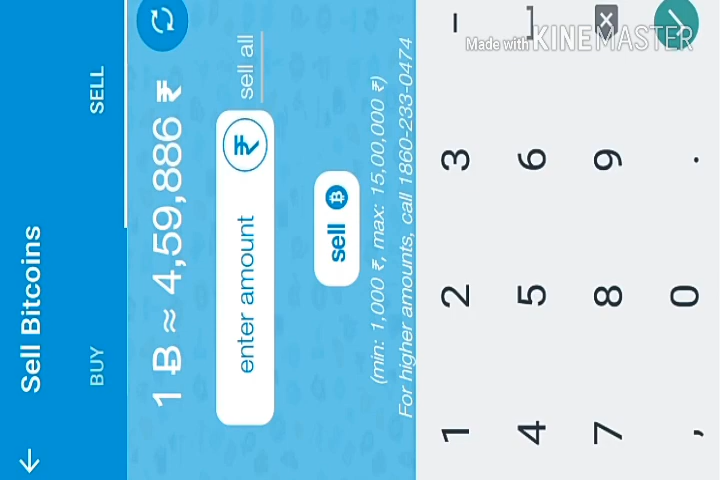 Sell Bitcoins
BUY SELL
1 Ƀ ≈ 4,59,886 ₹
enter amount ₹ sell all
sell
(min: 1,000 ₹, max: 15,00,000 ₹)
For higher amounts, call 1860-233-0474
1 2 3 –
4 5 6 ]
7 8 9
, 0 .
Made with KINEMASTER